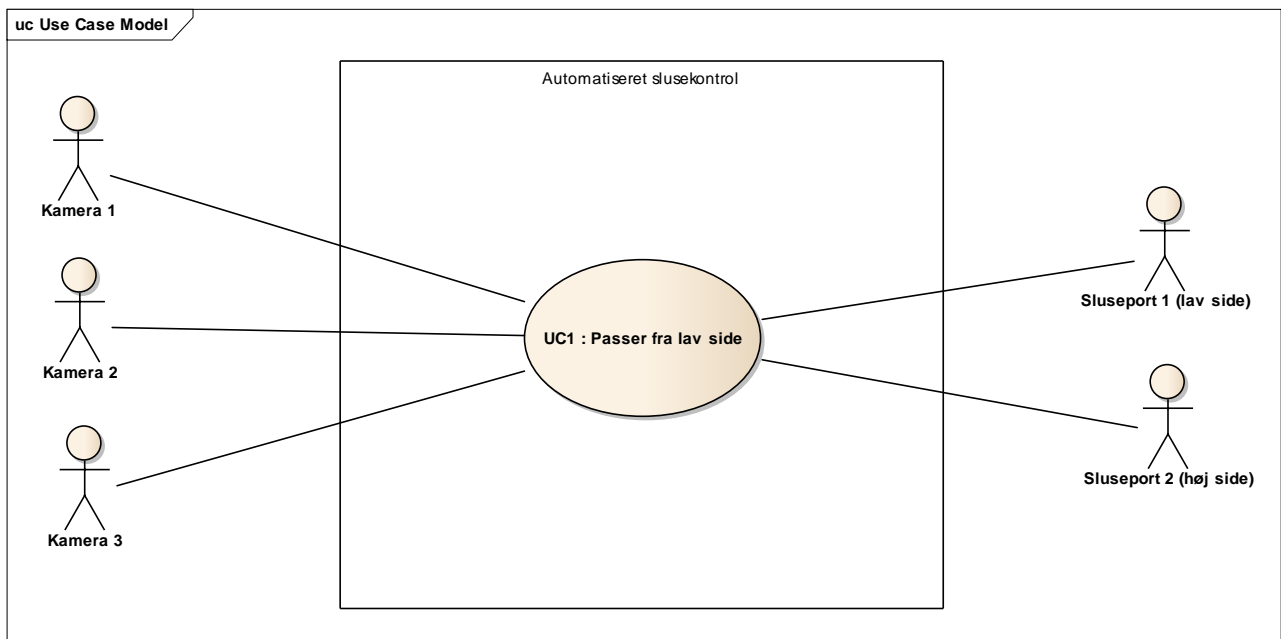 uc Use Case Model
Automatiseret slusekontrol
Kamera 1
Kamera 2
Kamera 3
UC1 : Passer fra lav side
Sluseport 1 (lav side)
Sluseport 2 (høj side)